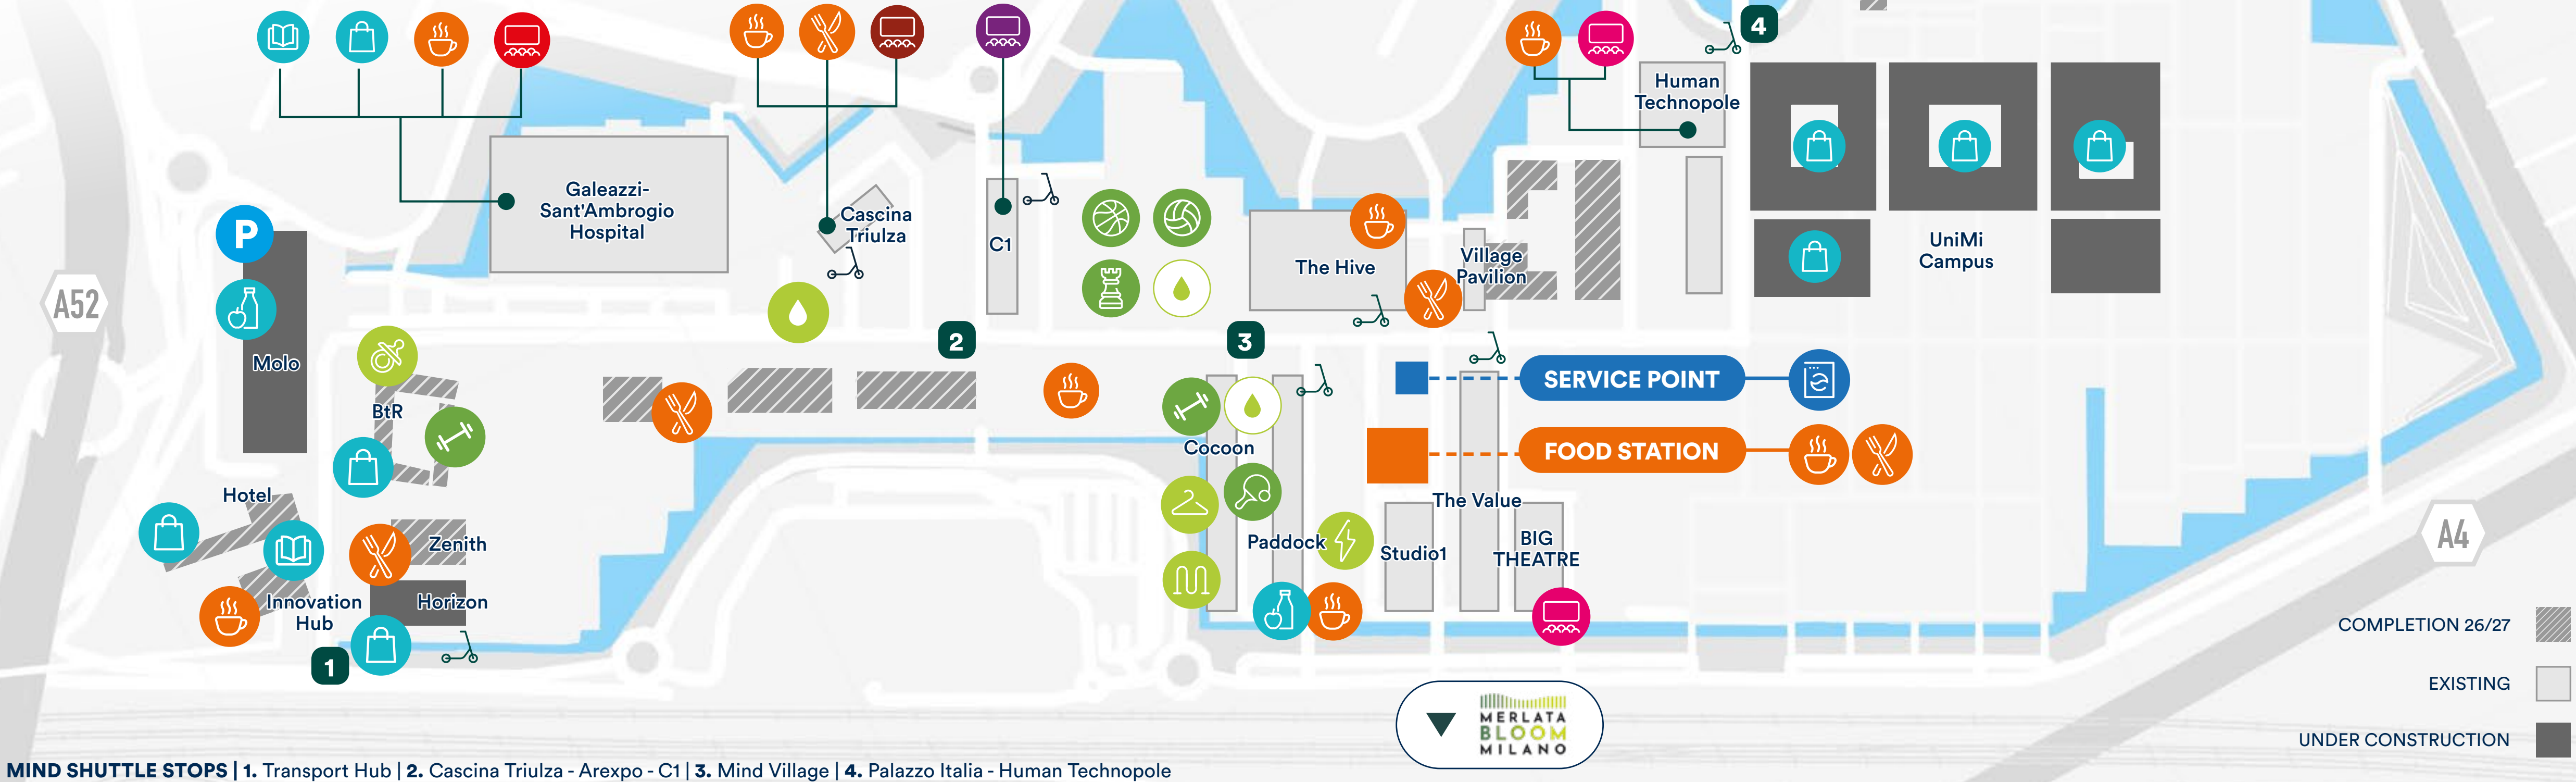 4
Human
Technopole
Galeazzi-
Sant'Ambrogio
Hospital
Cascina
Triulza
C1
P
The Hive
Village
Pavilion
UniMi
Campus
A52
Molo
2
3
BtR
SERVICE POINT
Cocoon
FOOD STATION
Hotel
The Value
Zenith
Paddock
Studio1
BIG
THEATRE
A4
Innovation
Hub
Horizon
1
COMPLETION 26/27
EXISTING
UNDER CONSTRUCTION
MERLATA
BLOOM
MILANO
MIND SHUTTLE STOPS | 1. Transport Hub | 2. Cascina Triulza - Arexpo - C1 | 3. Mind Village | 4. Palazzo Italia - Human Technopole